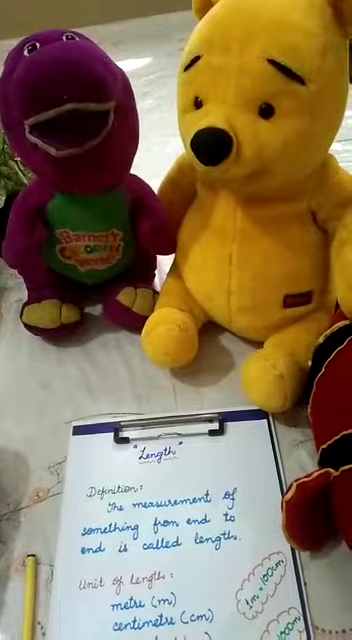 Barney's
"Length"
Definition:
The measurement of
something from end to
end is called length.
Unit of length:
metre (m)
centimetre (cm)
1m = 100cm